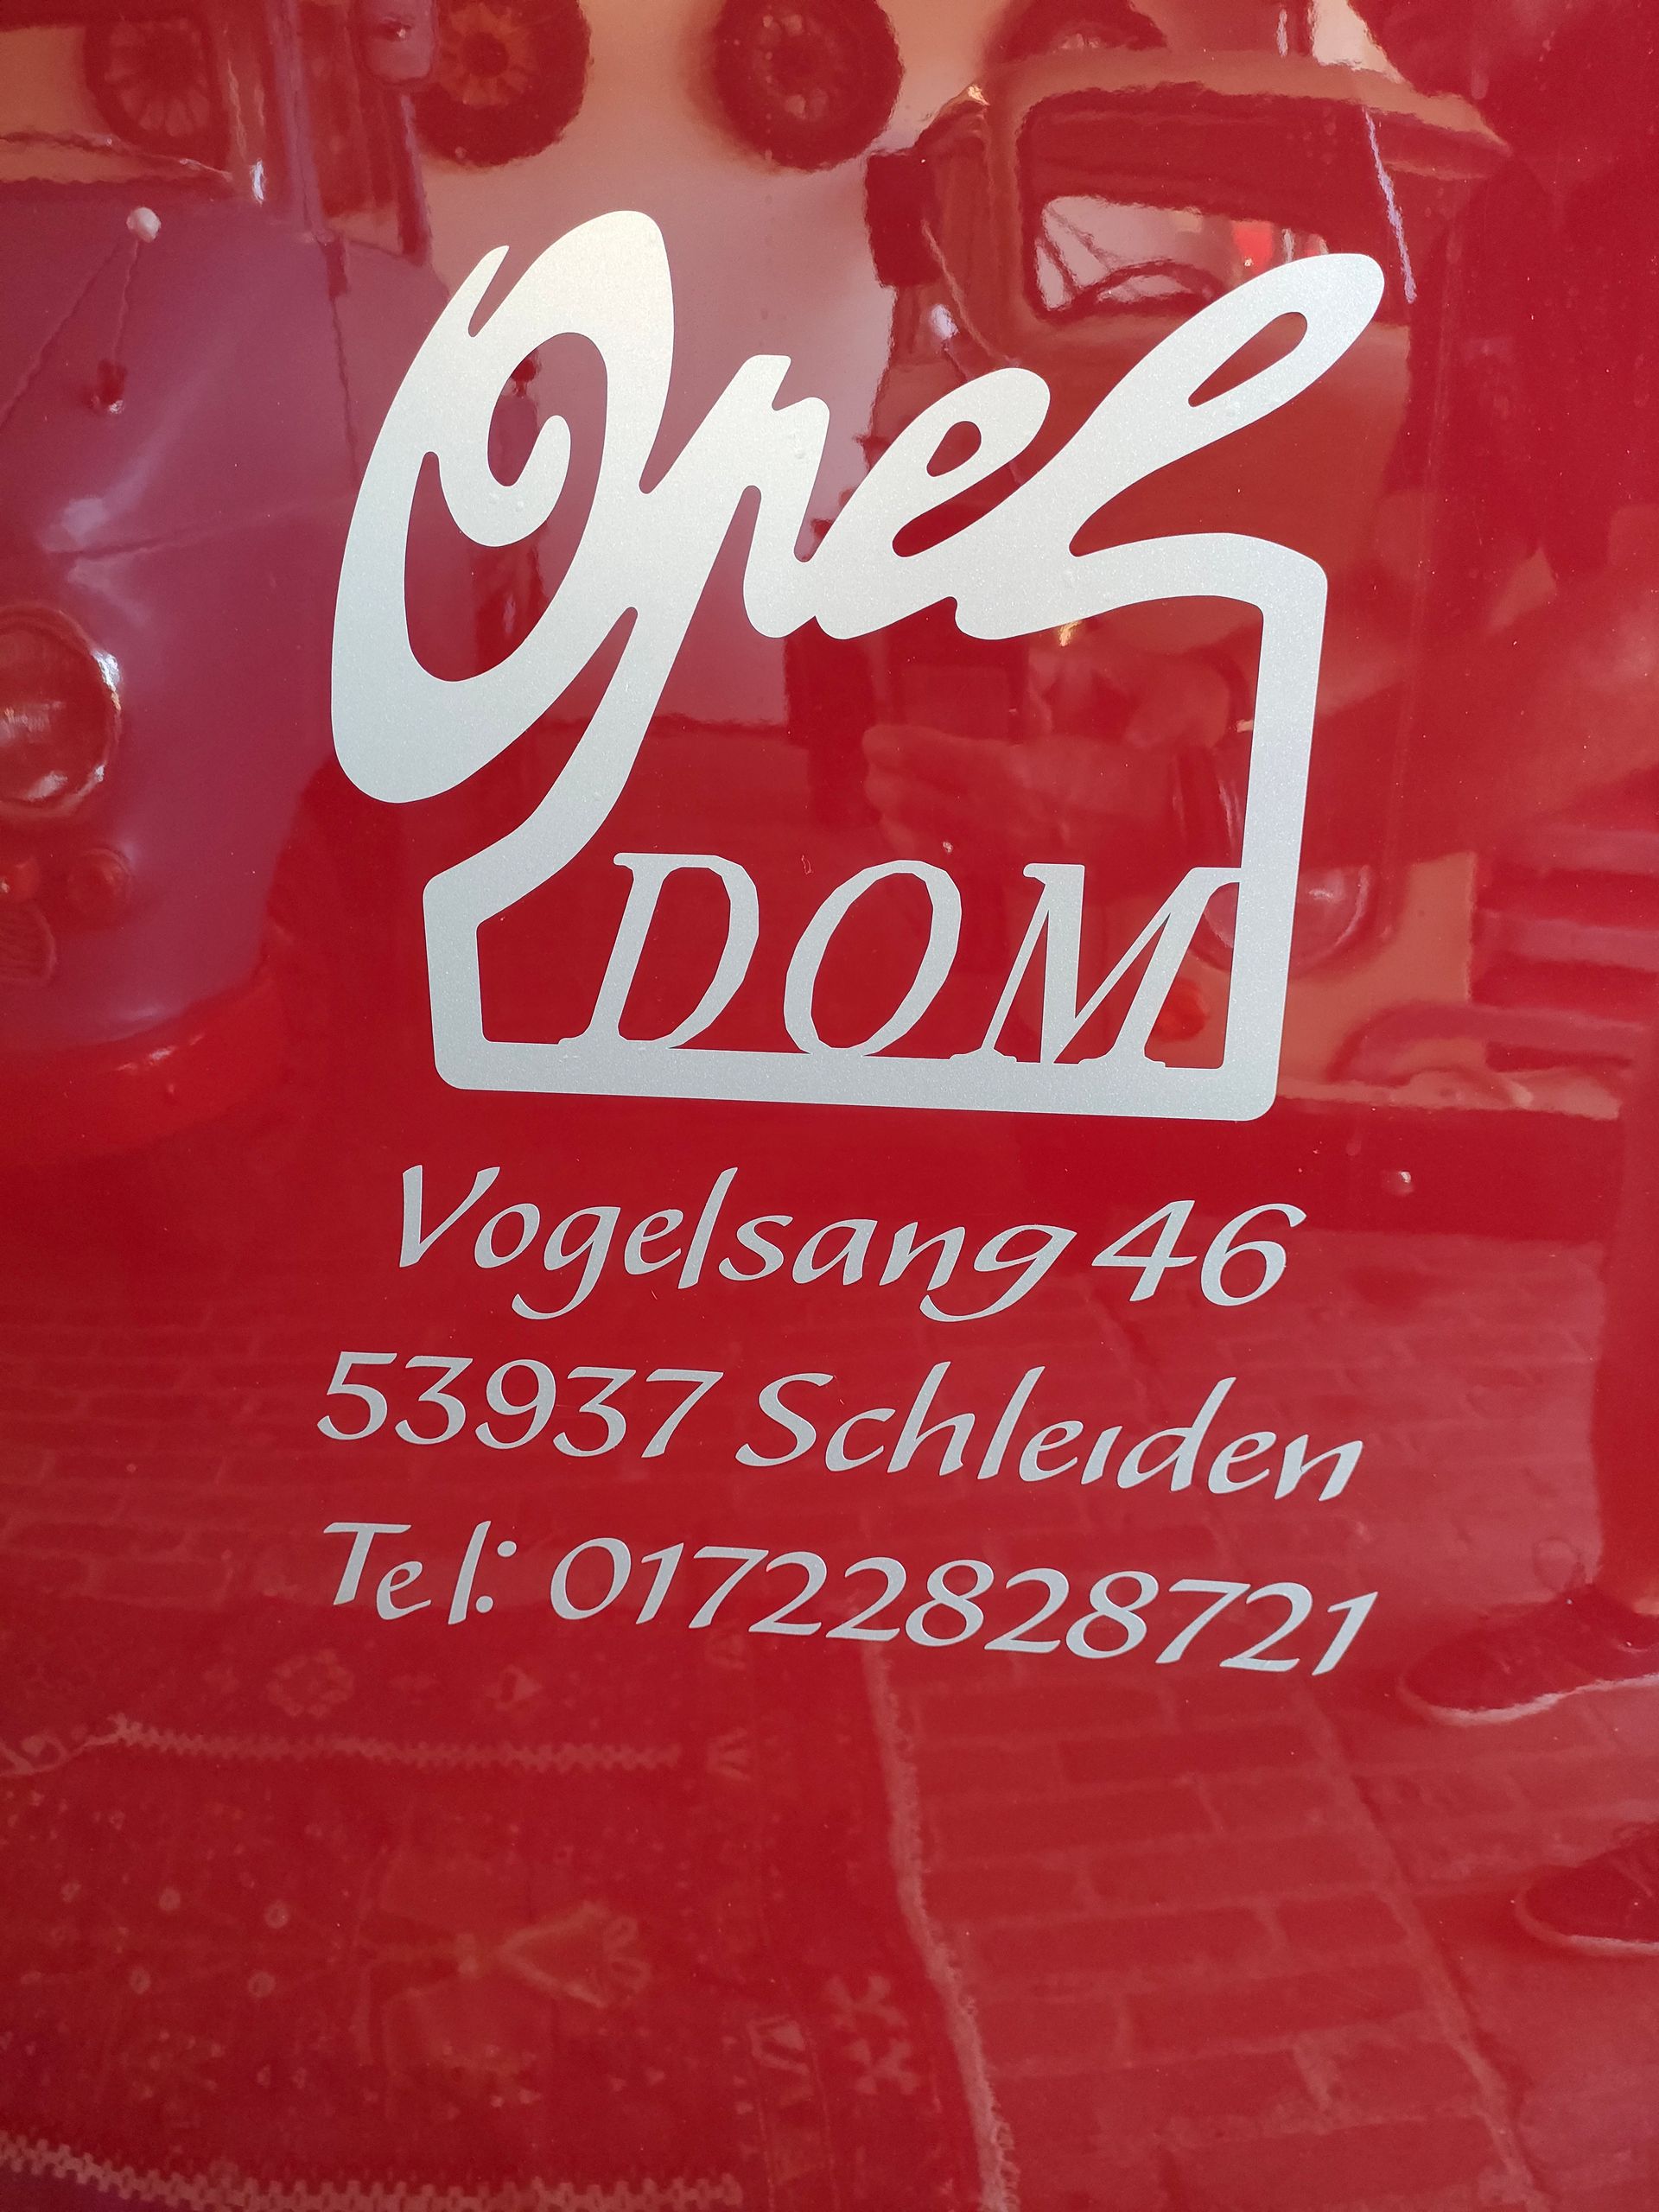 Opel
DOM
Vogelsang 46
53937 Schleiden
Tel: 01722828721